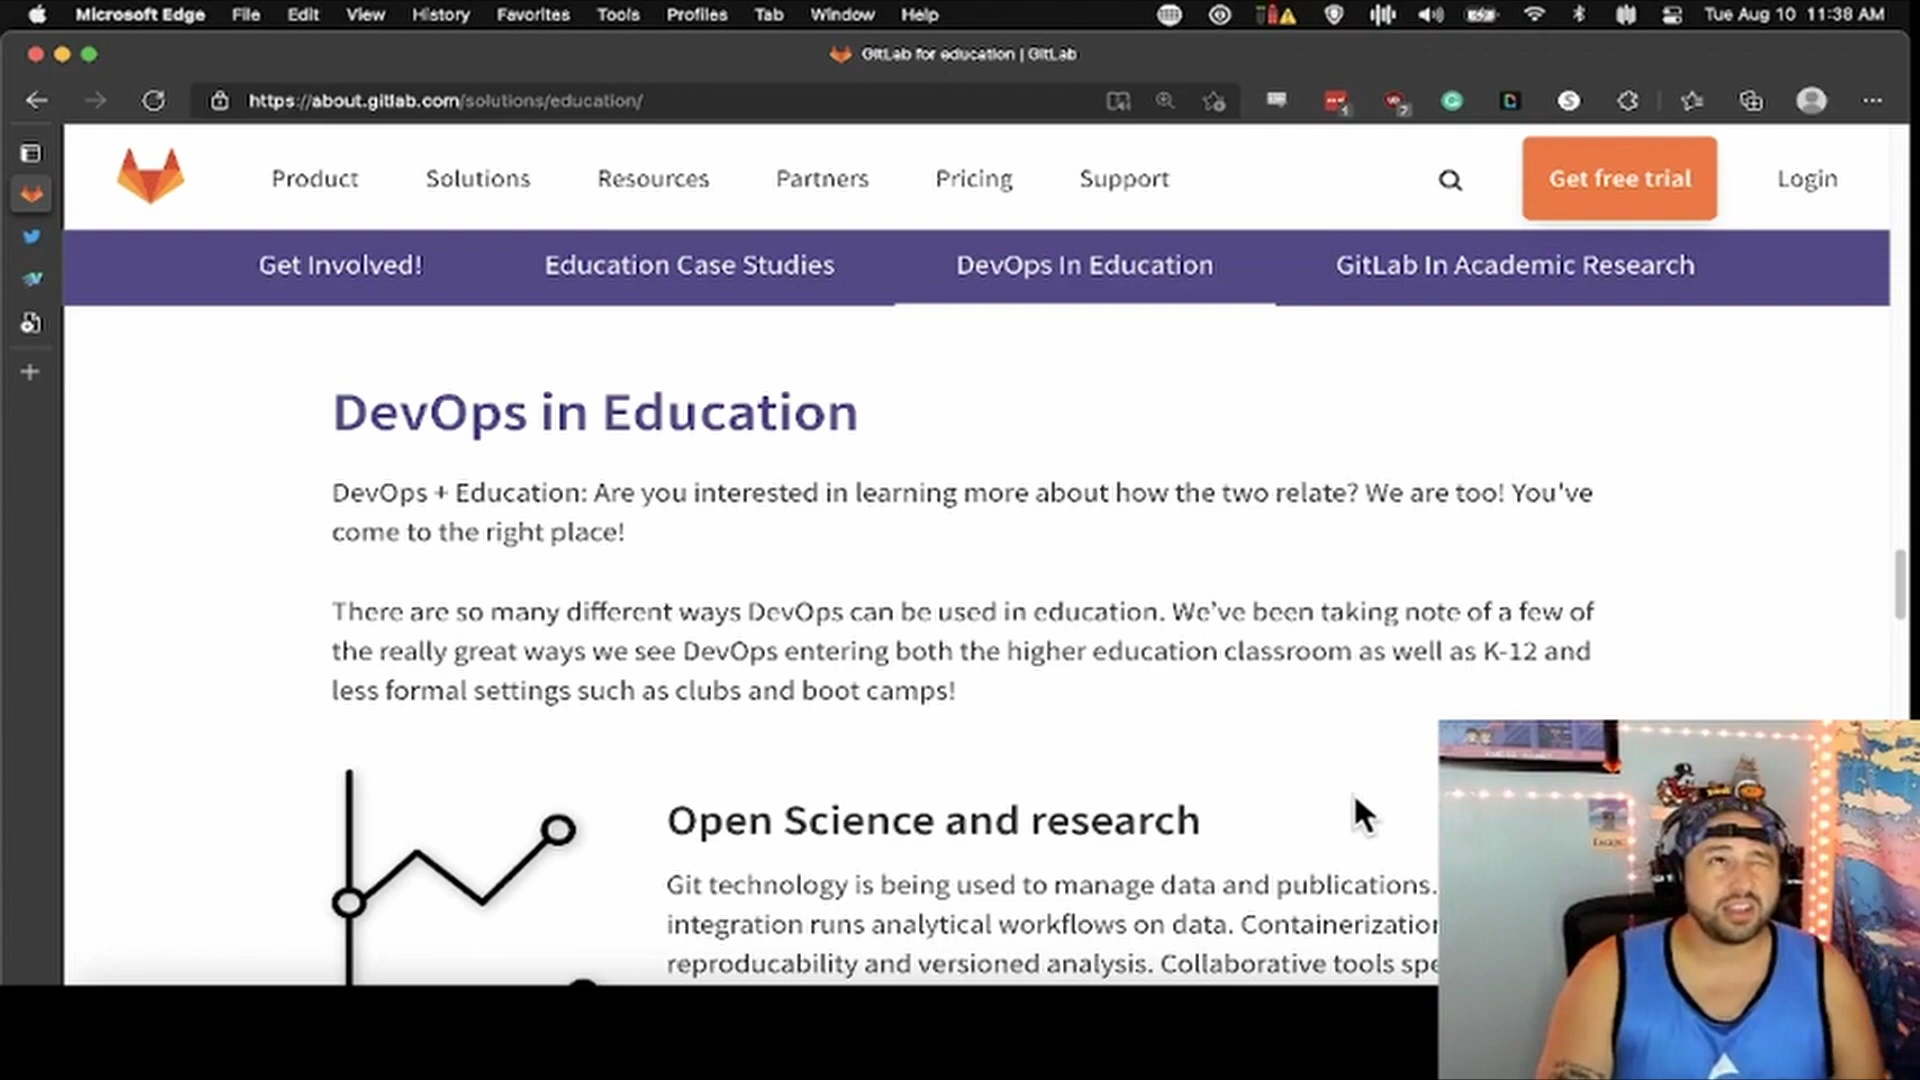 Microsoft Edge File Edit View History Favorites Tools Profiles Tab Window Help Tue Aug 10 11:38 AM
GitLab for education | GitLab
https://about.gitlab.com/solutions/education/
Product Solutions Resources Partners Pricing Support Get free trial Login
Get Involved! Education Case Studies DevOps In Education GitLab In Academic Research
DevOps in Education
DevOps + Education: Are you interested in learning more about how the two relate? We are too! You've
come to the right place!
There are so many different ways DevOps can be used in education. We've been taking note of a few of
the really great ways we see DevOps entering both the higher education classroom as well as K-12 and
less formal settings such as clubs and boot camps!
Open Science and research
Git technology is being used to manage data and publications.
integration runs analytical workflows on data. Containerization
reproducability and versioned analysis. Collaborative tools spe